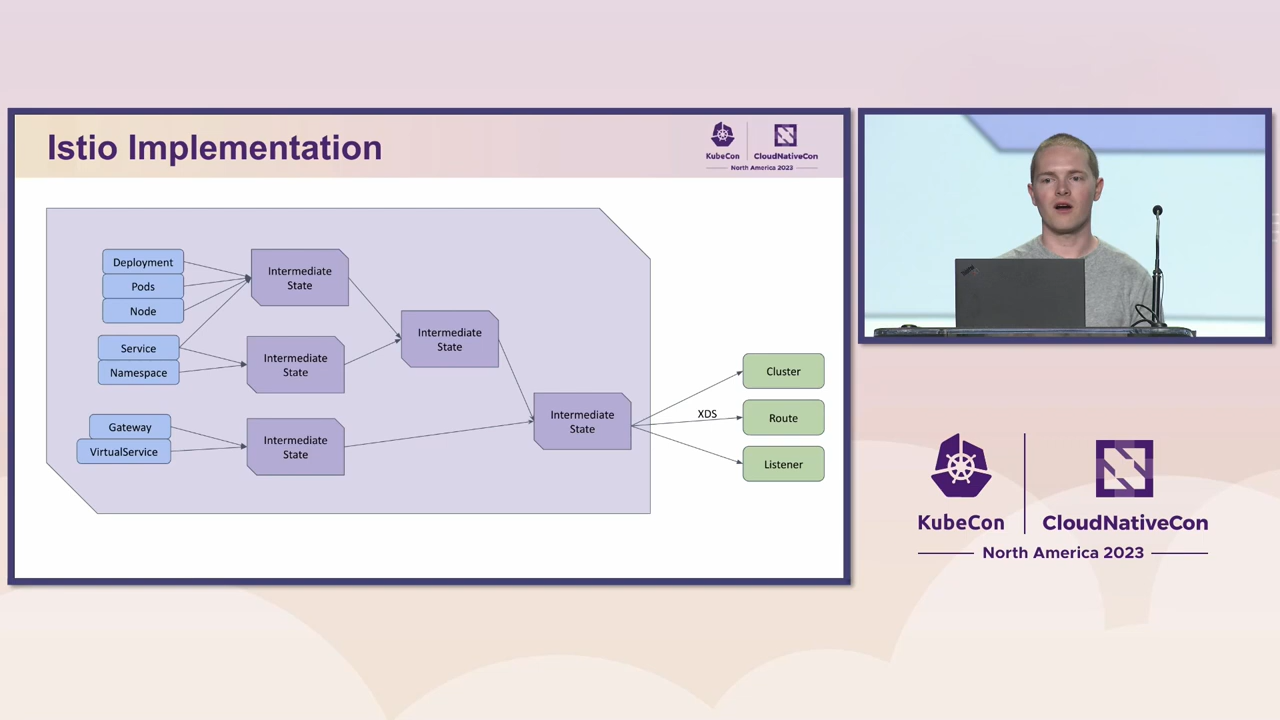 Istio Implementation
KubeCon
CloudNativeCon
North America 2023
Deployment
Pods
Node
Service
Namespace
Gateway
VirtualService
Intermediate
State
Intermediate
State
Intermediate
State
Intermediate
State
Intermediate
State
XDS
Cluster
Route
Listener
KubeCon
CloudNativeCon
North America 2023